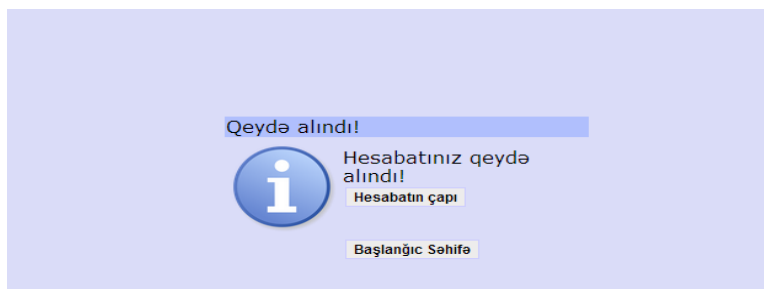 Qeydə alındı!
Hesabatınız qeydə
alındı!
Hesabatın çapı
Başlanğıc Səhifə